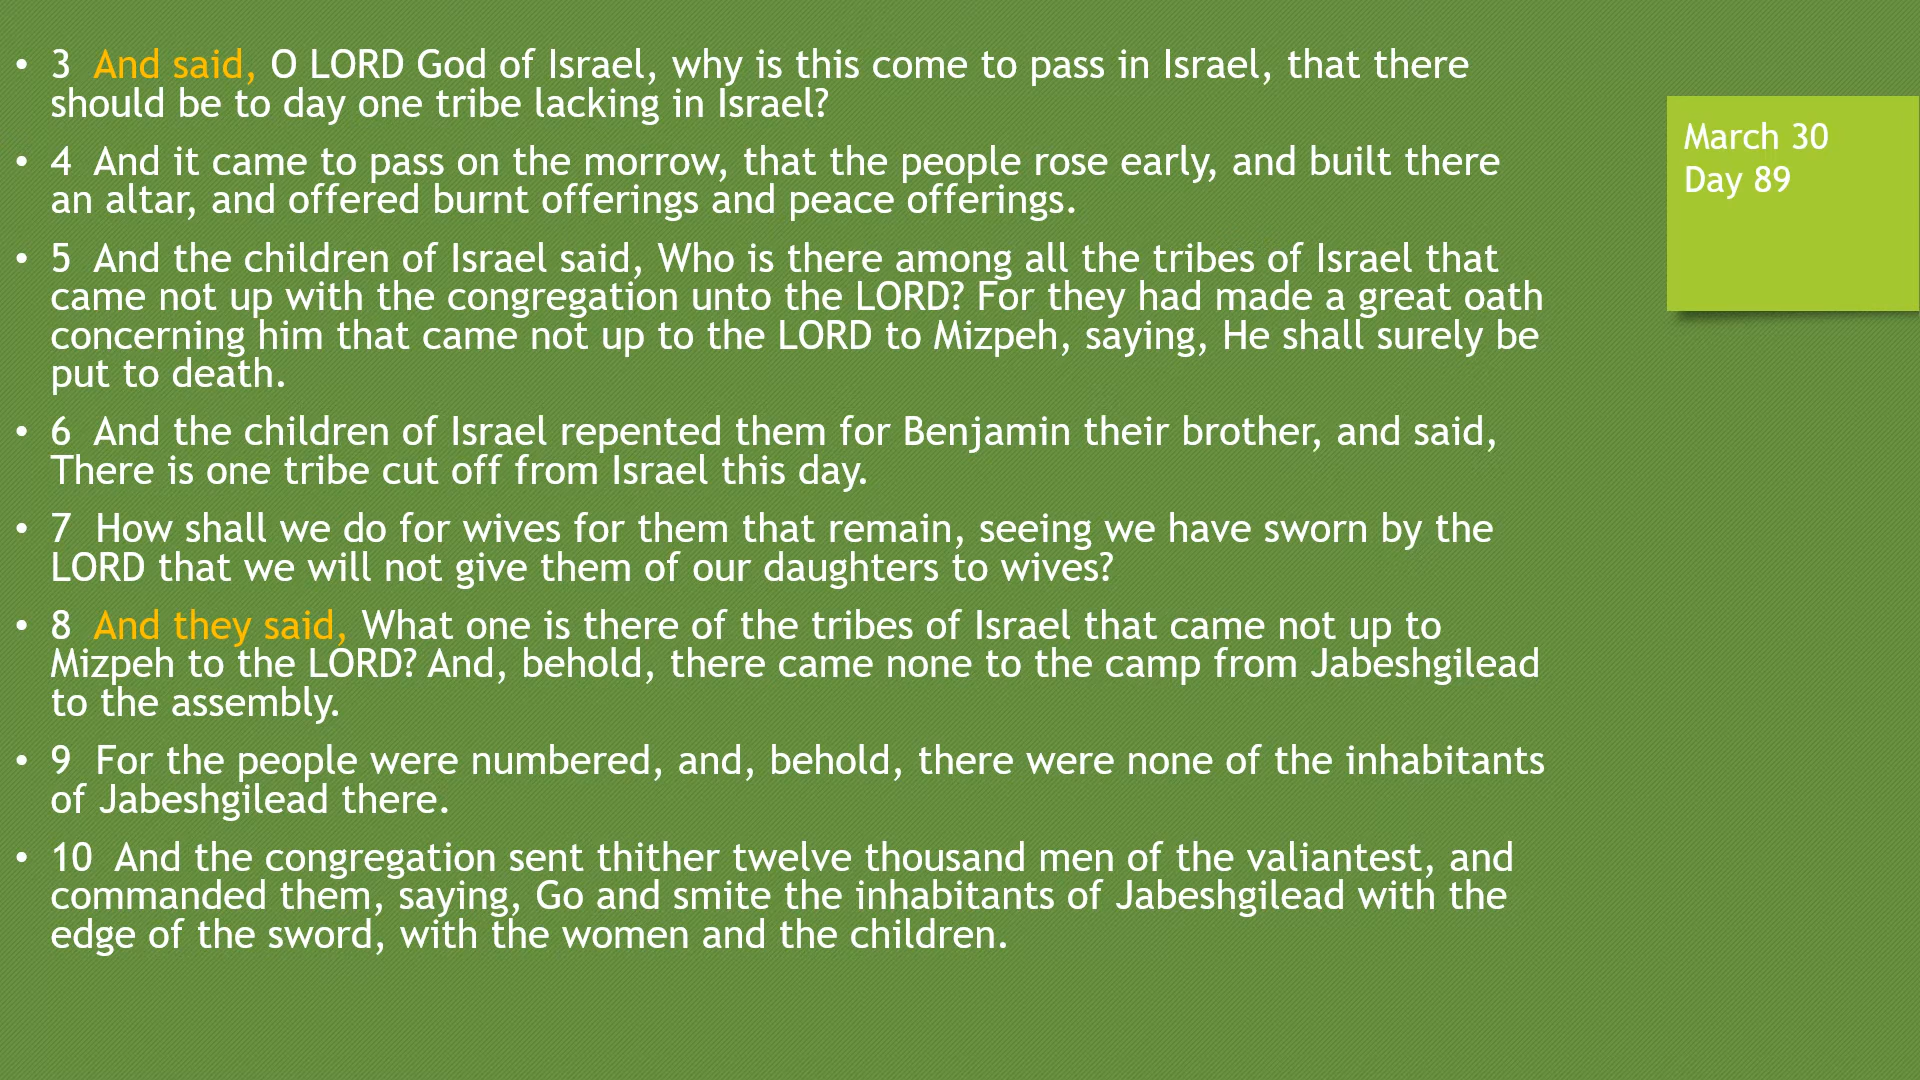 • 3  And said, O LORD God of Israel, why is this come to pass in Israel, that there
should be to day one tribe lacking in Israel?
• 4  And it came to pass on the morrow, that the people rose early, and built there
an altar, and offered burnt offerings and peace offerings.
• 5  And the children of Israel said, Who is there among all the tribes of Israel that
came not up with the congregation unto the LORD? For they had made a great oath
concerning him that came not up to the LORD to Mizpeh, saying, He shall surely be
put to death.
• 6  And the children of Israel repented them for Benjamin their brother, and said,
There is one tribe cut off from Israel this day.
• 7  How shall we do for wives for them that remain, seeing we have sworn by the
LORD that we will not give them of our daughters to wives?
• 8  And they said, What one is there of the tribes of Israel that came not up to
Mizpeh to the LORD? And, behold, there came none to the camp from Jabeshgilead
to the assembly.
• 9  For the people were numbered, and, behold, there were none of the inhabitants
of Jabeshgilead there.
• 10  And the congregation sent thither twelve thousand men of the valiantest, and
commanded them, saying, Go and smite the inhabitants of Jabeshgilead with the
edge of the sword, with the women and the children.
March 30
Day 89